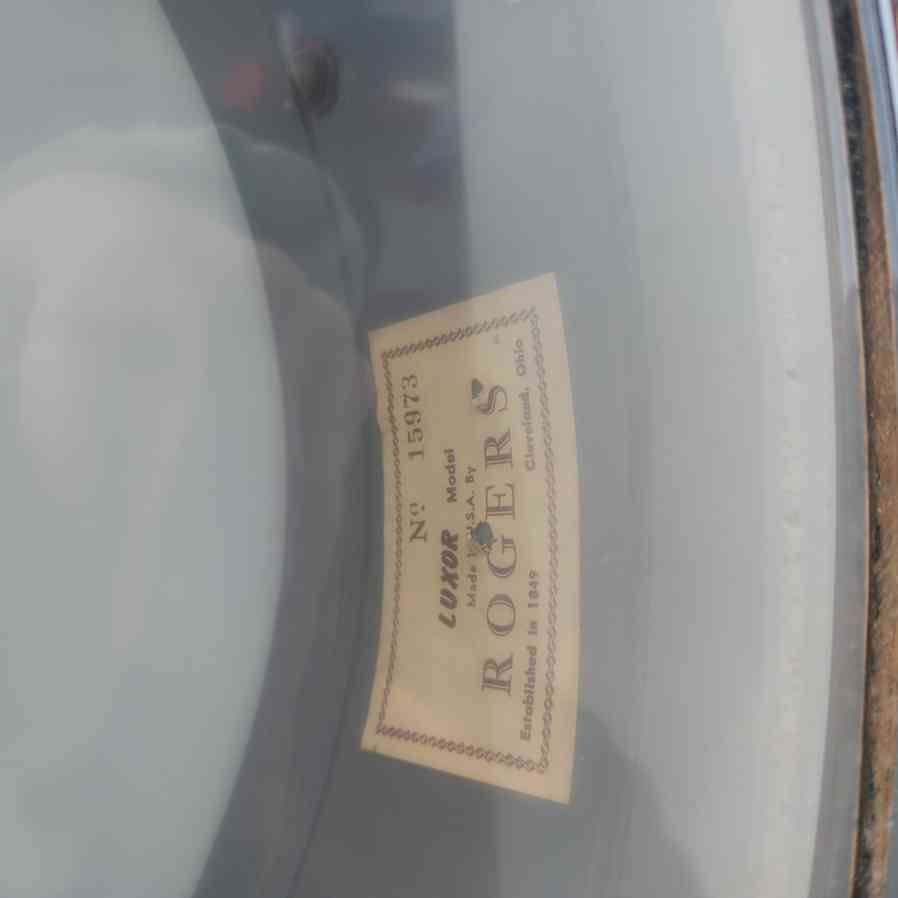 Nº 15973
LUXOR Model
Made U.S.A. By
ROGERS
Established in 1849 Cleveland, Ohio